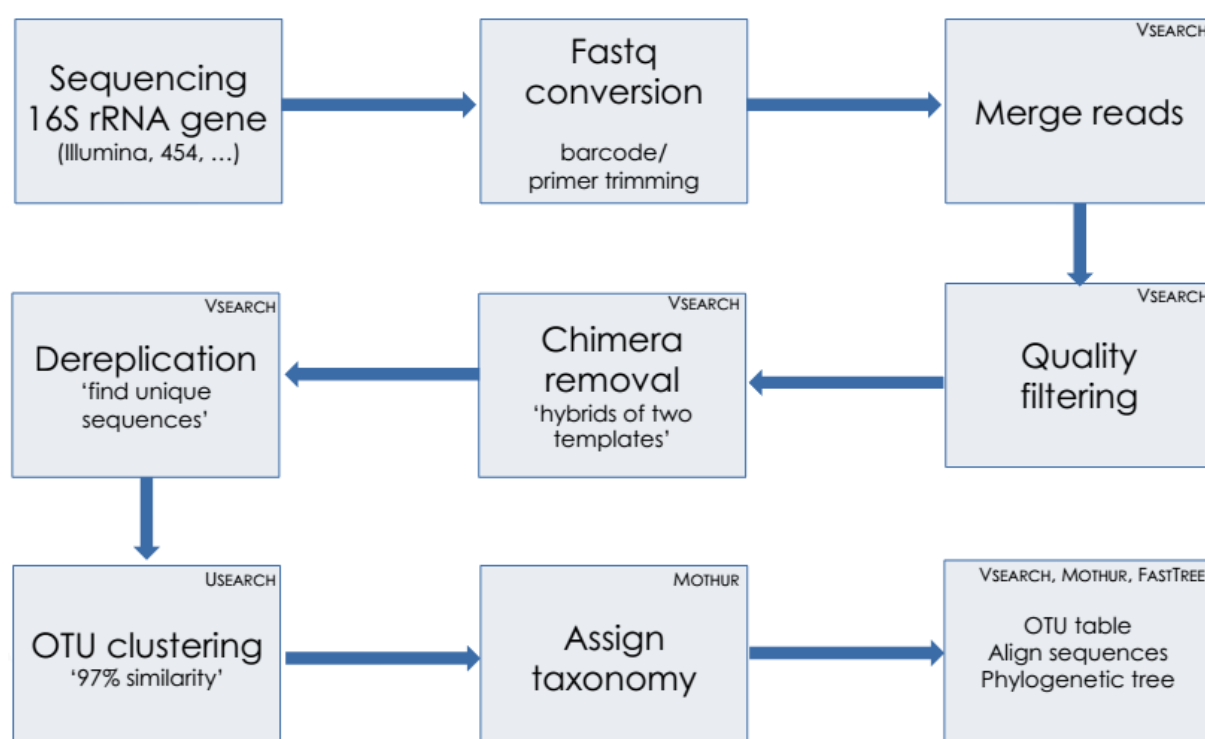 Sequencing
16S rRNA gene
(Illumina, 454, …)
Fastq
conversion
barcode/
primer trimming
VSEARCH
Merge reads
VSEARCH
Quality
filtering
VSEARCH
Chimera
removal
‘hybrids of two
templates’
VSEARCH
Dereplication
‘find unique
sequences’
USEARCH
OTU clustering
‘97% similarity’
MOTHUR
Assign
taxonomy
VSEARCH, MOTHUR, FASTTREE
OTU table
Align sequences
Phylogenetic tree